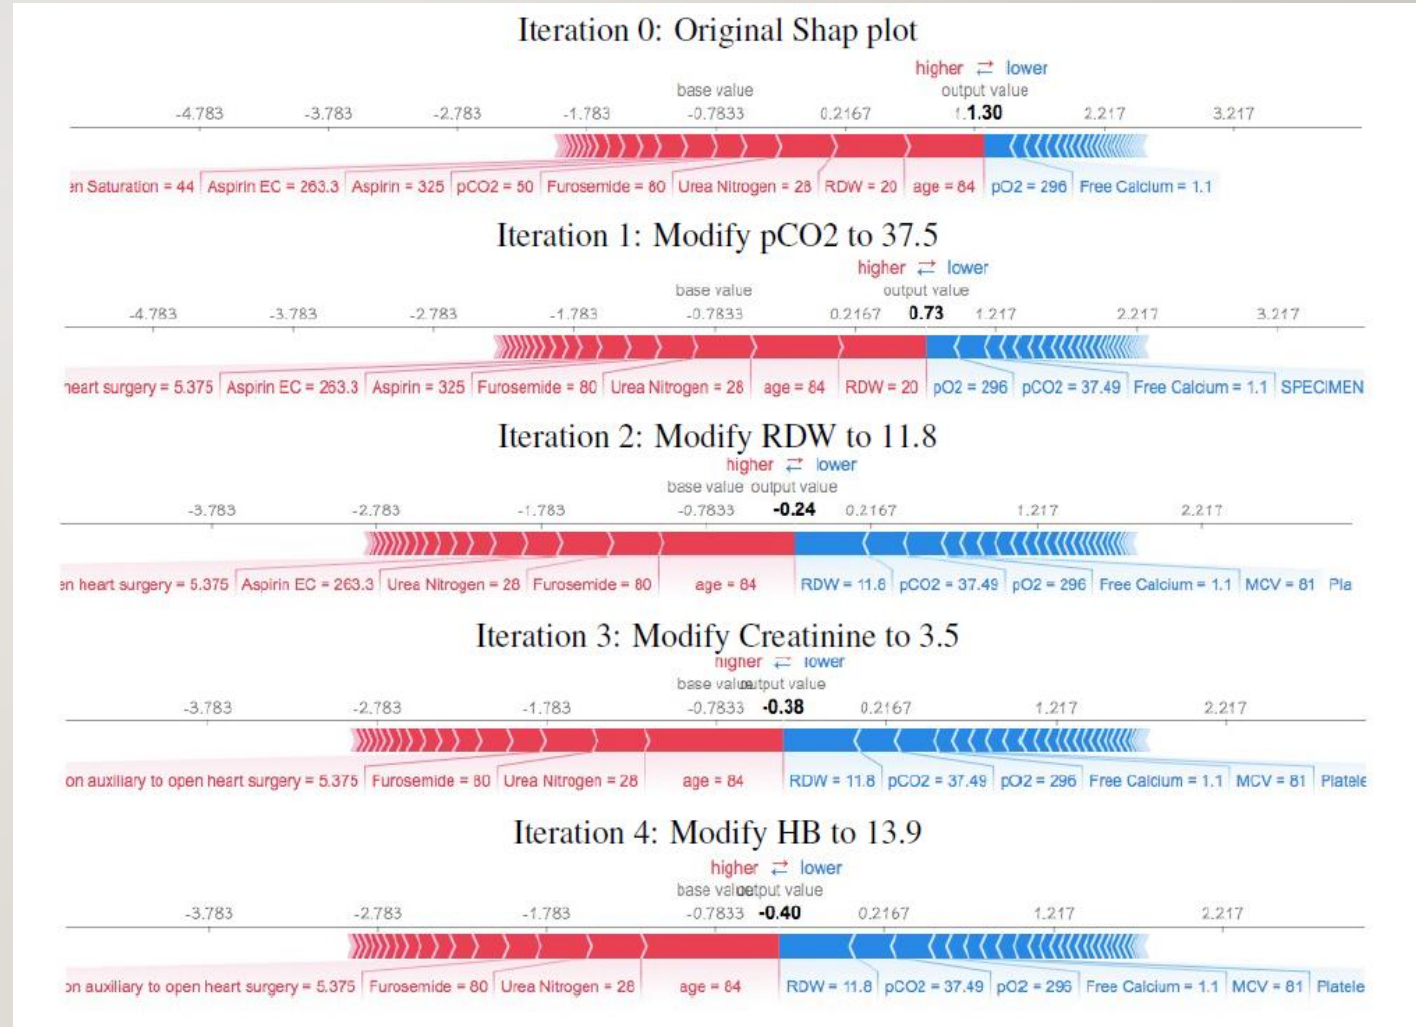 Iteration 0: Original Shap plot
higher ⇄ lower
base value output value
-4.783 -3.783 -2.783 -1.783 -0.7833 0.2167 1.30 2.217 3.217
en Saturation = 44 Aspirin EC = 263.3 Aspirin = 325 pCO2 = 50 Furosemide = 80 Urea Nitrogen = 28 RDW = 20 age = 84 pO2 = 296 Free Calcium = 1.1
Iteration 1: Modify pCO2 to 37.5
higher ⇄ lower
base value output value
-4.783 -3.783 -2.783 -1.783 -0.7833 0.2167 0.73 1.217 2.217 3.217
heart surgery = 5.375 Aspirin EC = 263.3 Aspirin = 325 Furosemide = 80 Urea Nitrogen = 28 age = 84 RDW = 20 pO2 = 296 pCO2 = 37.49 Free Calcium = 1.1 SPECIMEN
Iteration 2: Modify RDW to 11.8
higher ⇄ lower
base value output value
-3.783 -2.783 -1.783 -0.7833 -0.24 0.2167 1.217 2.217
en heart surgery = 5.375 Aspirin EC = 263.3 Urea Nitrogen = 28 Furosemide = 80 age = 84 RDW = 11.8 pCO2 = 37.49 pO2 = 296 Free Calcium = 1.1 MCV = 81 Pla
Iteration 3: Modify Creatinine to 3.5
higher ⇄ lower
base value output value
-3.783 -2.783 -1.783 -0.7833 -0.38 0.2167 1.217 2.217
on auxiliary to open heart surgery = 5.375 Furosemide = 80 Urea Nitrogen = 28 age = 84 RDW = 11.8 pCO2 = 37.49 pO2 = 296 Free Calcium = 1.1 MCV = 81 Platele
Iteration 4: Modify HB to 13.9
higher ⇄ lower
base value output value
-3.783 -2.783 -1.783 -0.7833 -0.40 0.2167 1.217 2.217
on auxiliary to open heart surgery = 5.375 Furosemide = 80 Urea Nitrogen = 28 age = 84 RDW = 11.8 pCO2 = 37.49 pO2 = 296 Free Calcium = 1.1 MCV = 81 Platele